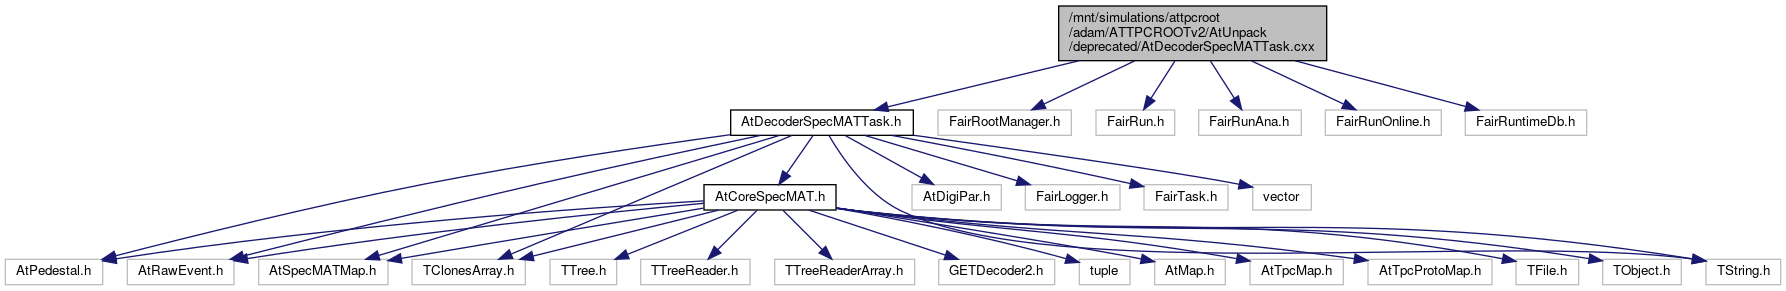 /mnt/simulations/attpcroot
/adam/ATTPCROOTv2/AtUnpack
/deprecated/AtDecoderSpecMATTask.cxx
AtDecoderSpecMATTask.h
FairRootManager.h
FairRun.h
FairRunAna.h
FairRunOnline.h
FairRuntimeDb.h
AtCoreSpecMAT.h
AtDigiPar.h
FairLogger.h
FairTask.h
vector
AtPedestal.h
AtRawEvent.h
AtSpecMATMap.h
TClonesArray.h
TTree.h
TTreeReader.h
TTreeReaderArray.h
GETDecoder2.h
tuple
AtMap.h
AtTpcMap.h
AtTpcProtoMap.h
TFile.h
TObject.h
TString.h